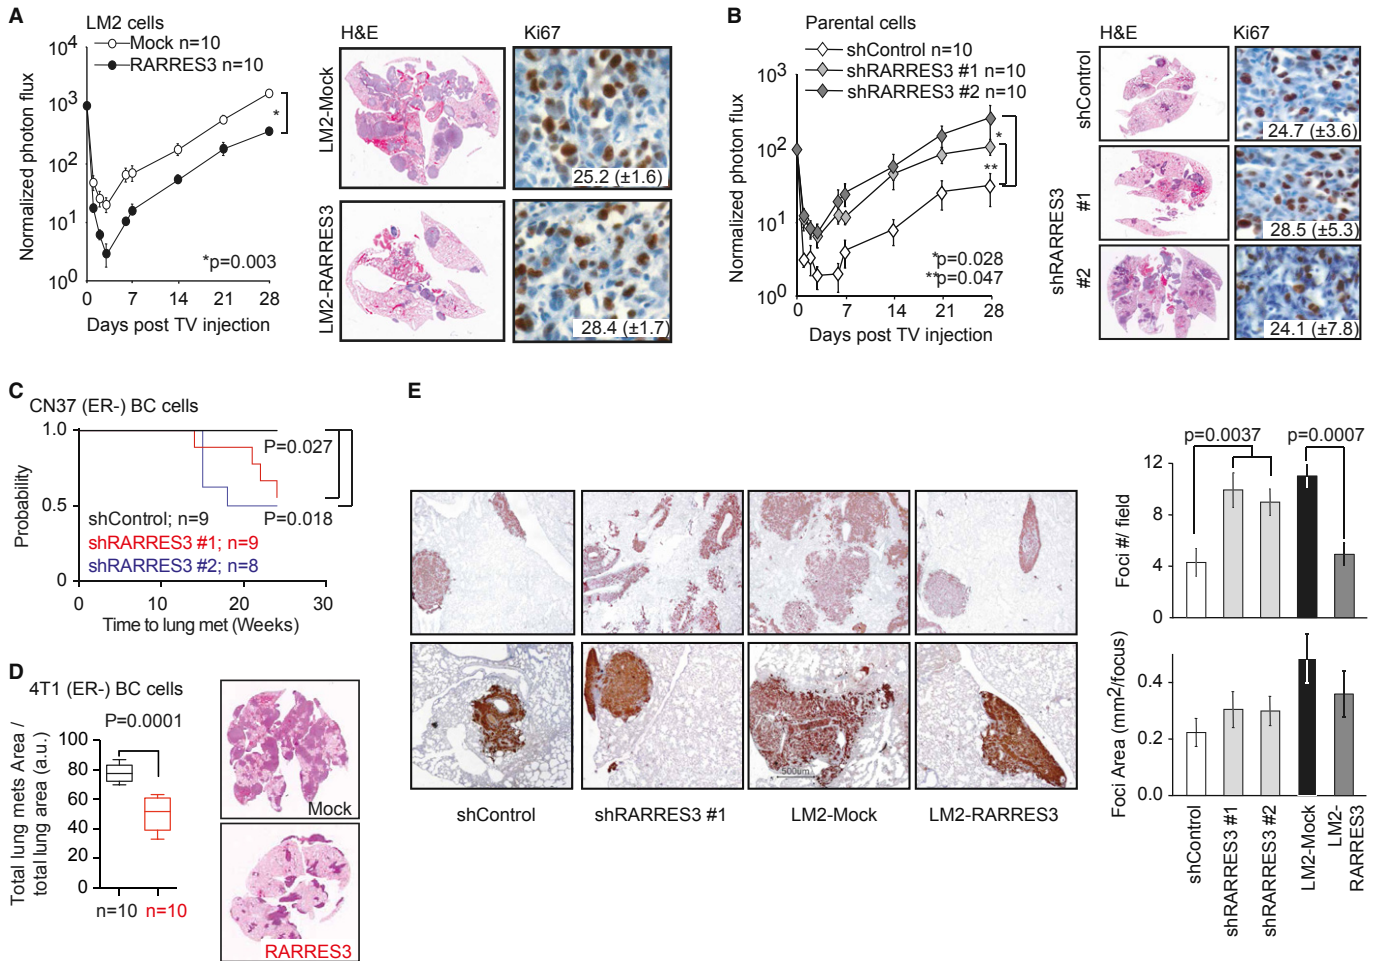 A
LM2 cells
Mock n=10
RARRES3 n=10
Normalized photon flux
10^4
10^3
10^2
10^1
10^0
*
*p=0.003
0 7 14 21 28
Days post TV injection
H&E Ki67
LM2-Mock
25.2 (±1.6)
LM2-RARRES3
28.4 (±1.7)
B
Parental cells
shControl n=10
shRARRES3 #1 n=10
shRARRES3 #2 n=10
Normalized photon flux
10^3
10^2
10^1
10^0
*
**
*p=0.028
**p=0.047
0 7 14 21 28
Days post TV injection
H&E Ki67
shControl
24.7 (±3.6)
shRARRES3
#1
28.5 (±5.3)
#2
24.1 (±7.8)
C
CN37 (ER-) BC cells
Probability
1.0
0.5
0
P=0.027
P=0.018
shControl; n=9
shRARRES3 #1; n=9
shRARRES3 #2; n=8
0 10 20 30
Time to lung met (Weeks)
D
4T1 (ER-) BC cells
P=0.0001
Total lung mets Area /
total lung area (a.u.)
100
80
60
40
20
0
n=10 n=10
Mock
RARRES3
E
500um
shControl shRARRES3 #1 LM2-Mock LM2-RARRES3
p=0.0037 p=0.0007
Foci #/ field
12
8
4
0
Foci Area (mm²/focus)
0.4
0.2
0.0
shControl
shRARRES3 #1
shRARRES3 #2
LM2-Mock
LM2-
RARRES3